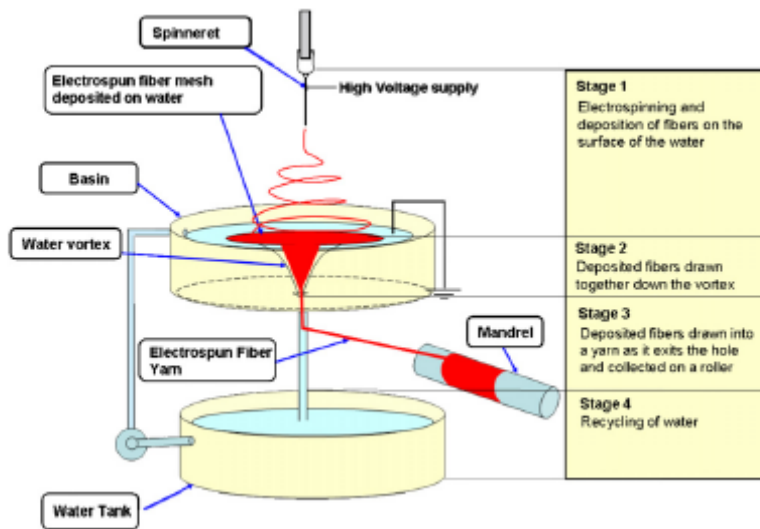 Spinneret
Electrospun fiber mesh
deposited on water
High Voltage supply
Basin
Water vortex
Electrospun Fiber
Yarn
Mandrel
Water Tank
Stage 1
Electrospinning and
deposition of fibers on the
surface of the water
Stage 2
Deposited fibers drawn
together down the vortex
Stage 3
Deposited fibers drawn into
a yarn as it exits the hole
and collected on a roller
Stage 4
Recycling of water